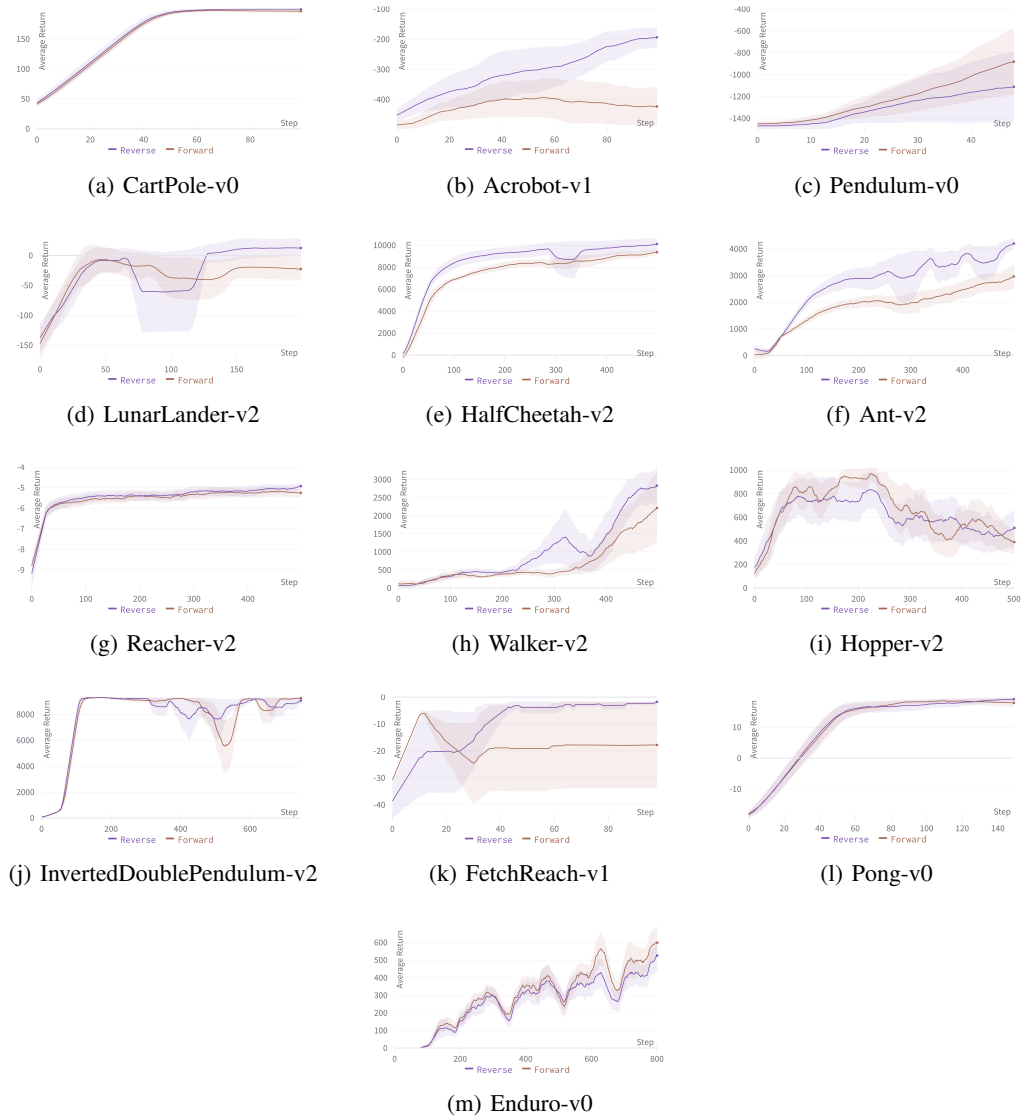 Average Return
150
100
50
0
0 20 40 60 80
Step
Reverse Forward
(a) CartPole-v0
Average Return
-100
-200
-300
-400
0 20 40 60 80
Step
Reverse Forward
(b) Acrobot-v1
Average Return
-400
-600
-800
-1000
-1200
-1400
0 10 20 30 40
Step
Reverse Forward
(c) Pendulum-v0
Average Return
0
-50
-100
-150
0 50 100 150
Step
Reverse Forward
(d) LunarLander-v2
Average Return
10000
8000
6000
4000
2000
0
0 100 200 300 400
Step
Reverse Forward
(e) HalfCheetah-v2
Average Return
4000
3000
2000
1000
0
0 100 200 300 400
Step
Reverse Forward
(f) Ant-v2
Average Return
-4
-5
-6
-7
-8
-9
0 100 200 300 400 500
Step
Reverse Forward
(g) Reacher-v2
Average Return
3000
2500
2000
1500
1000
500
0
0 100 200 300 400
Step
Reverse Forward
(h) Walker-v2
Average Return
1000
800
600
400
200
0
0 100 200 300 400 500
Step
Reverse Forward
(i) Hopper-v2
Average Return
8000
6000
4000
2000
0
0 200 400 600
Step
Reverse Forward
(j) InvertedDoublePendulum-v2
Average Return
0
-10
-20
-30
-40
0 20 40 60 80
Step
Reverse Forward
(k) FetchReach-v1
Average Return
10
0
-10
0 20 40 60 80 100 120 140
Step
Reverse Forward
(l) Pong-v0
Average Return
600
500
400
300
200
100
0
0 200 400 600 800
Step
Reverse Forward
(m) Enduro-v0